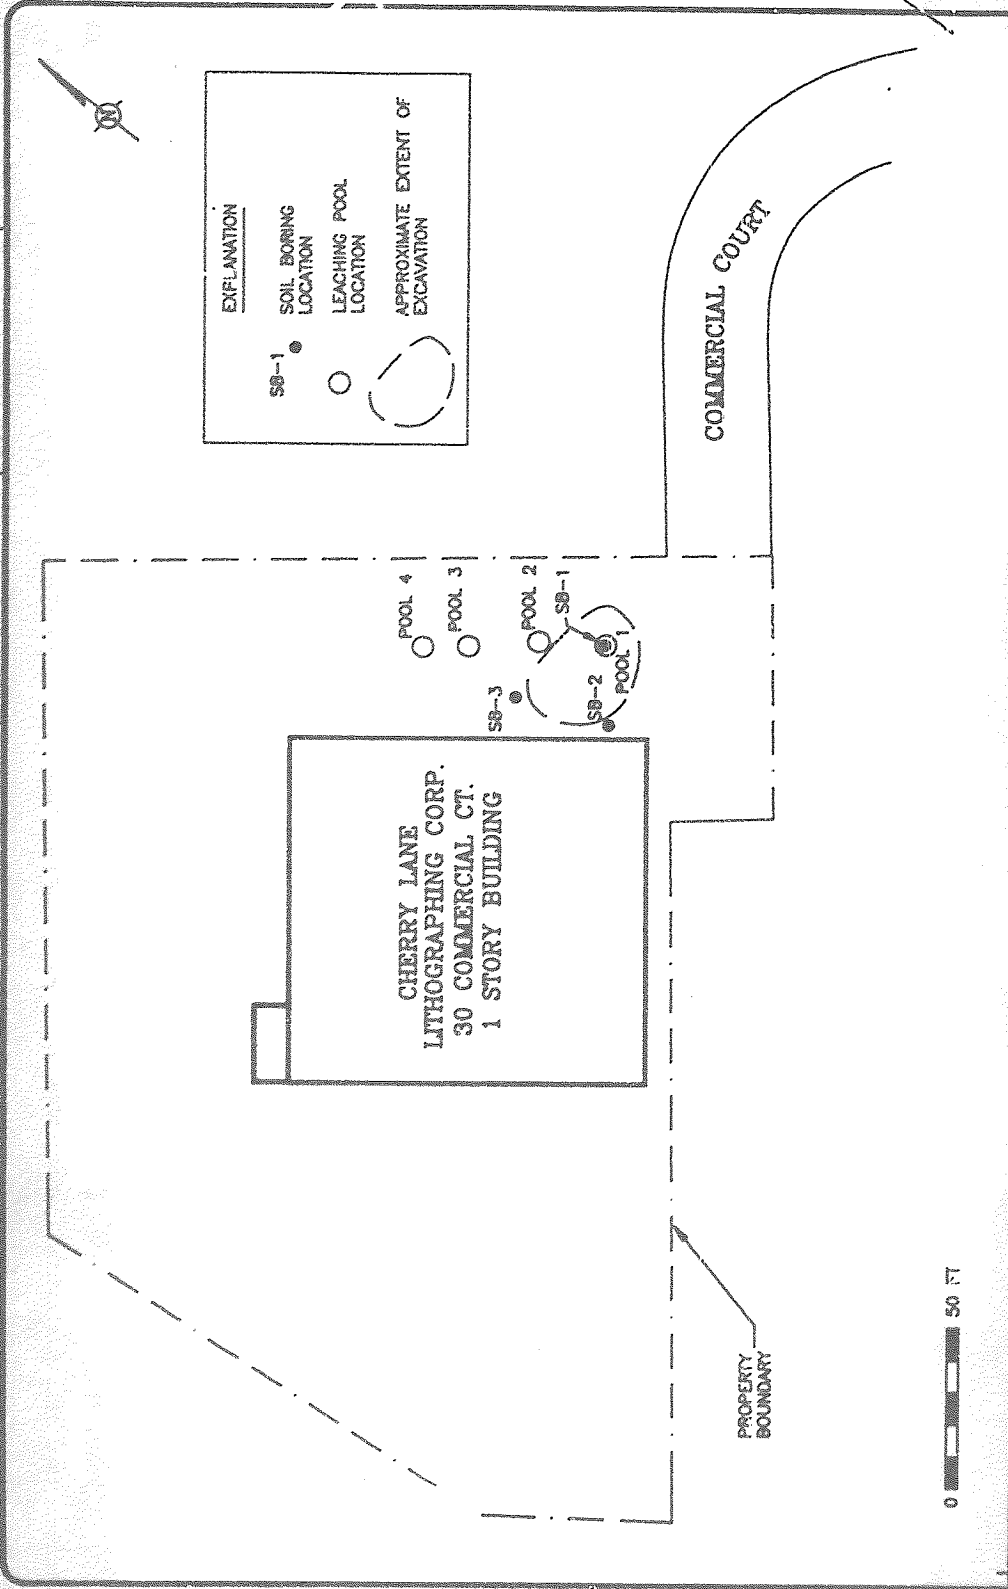 N
EXPLANATION
SB-1
SOIL BORING
LOCATION
LEACHING POOL
LOCATION
APPROXIMATE EXTENT OF
EXCAVATION
COMMERCIAL COURT
POOL 4
POOL 3
POOL 2
SB-1
POOL 1
SB-2
SB-3
CHERRY LANE
LITHOGRAPHING CORP.
30 COMMERCIAL CT.
1 STORY BUILDING
PROPERTY
BOUNDARY
0 50 FT